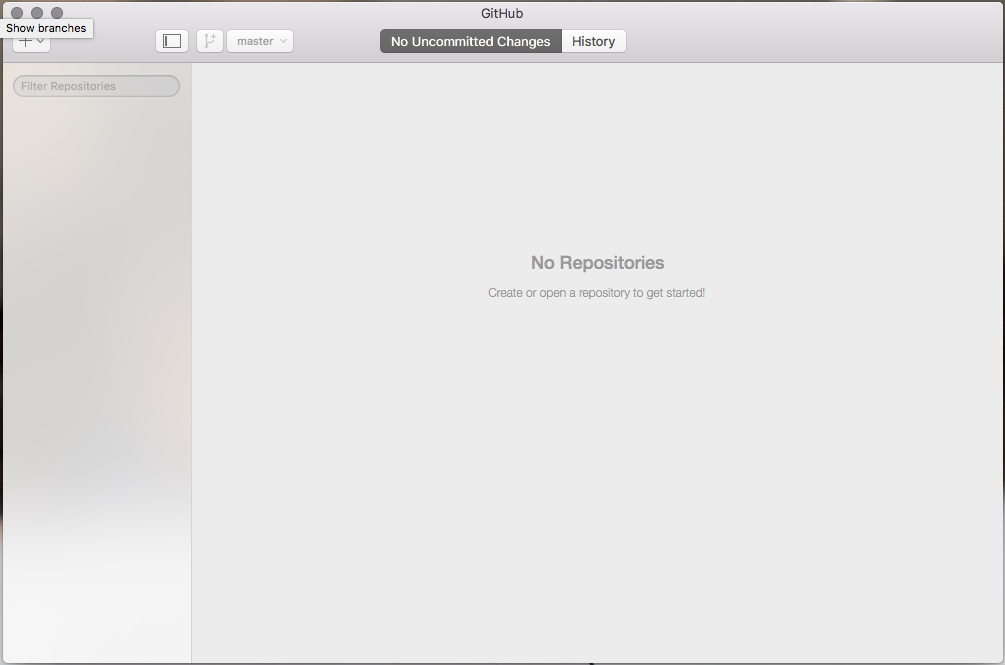 GitHub
Show branches
master
No Uncommitted Changes
History
Filter Repositories
No Repositories
Create or open a repository to get started!